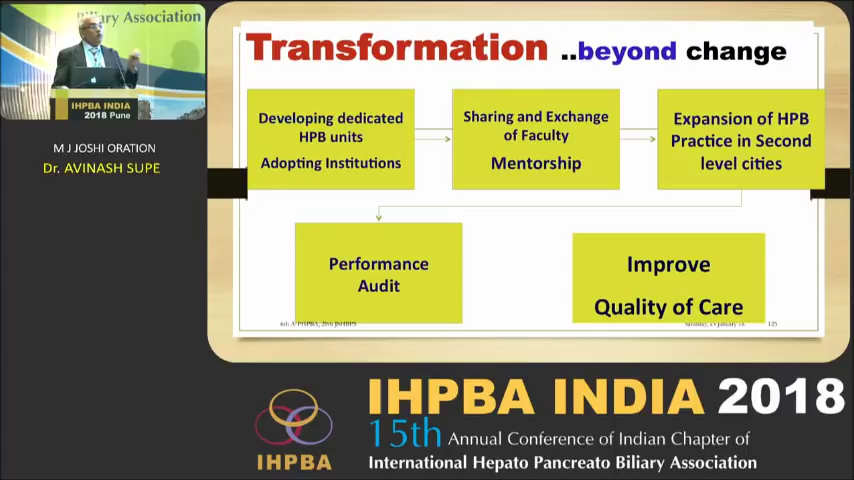 Biliary Association
IHPBA INDIA
2018 Pune
M J JOSHI ORATION
Dr. AVINASH SUPE
Transformation ..beyond change
Developing dedicated
HPB units
Adopting Institutions
Sharing and Exchange
of Faculty
Mentorship
Expansion of HPB
Practice in Second
level cities
Performance
Audit
Improve
Quality of Care
125
IHPBA
IHPBA INDIA 2018
15th Annual Conference of Indian Chapter of
International Hepato Pancreato Biliary Association